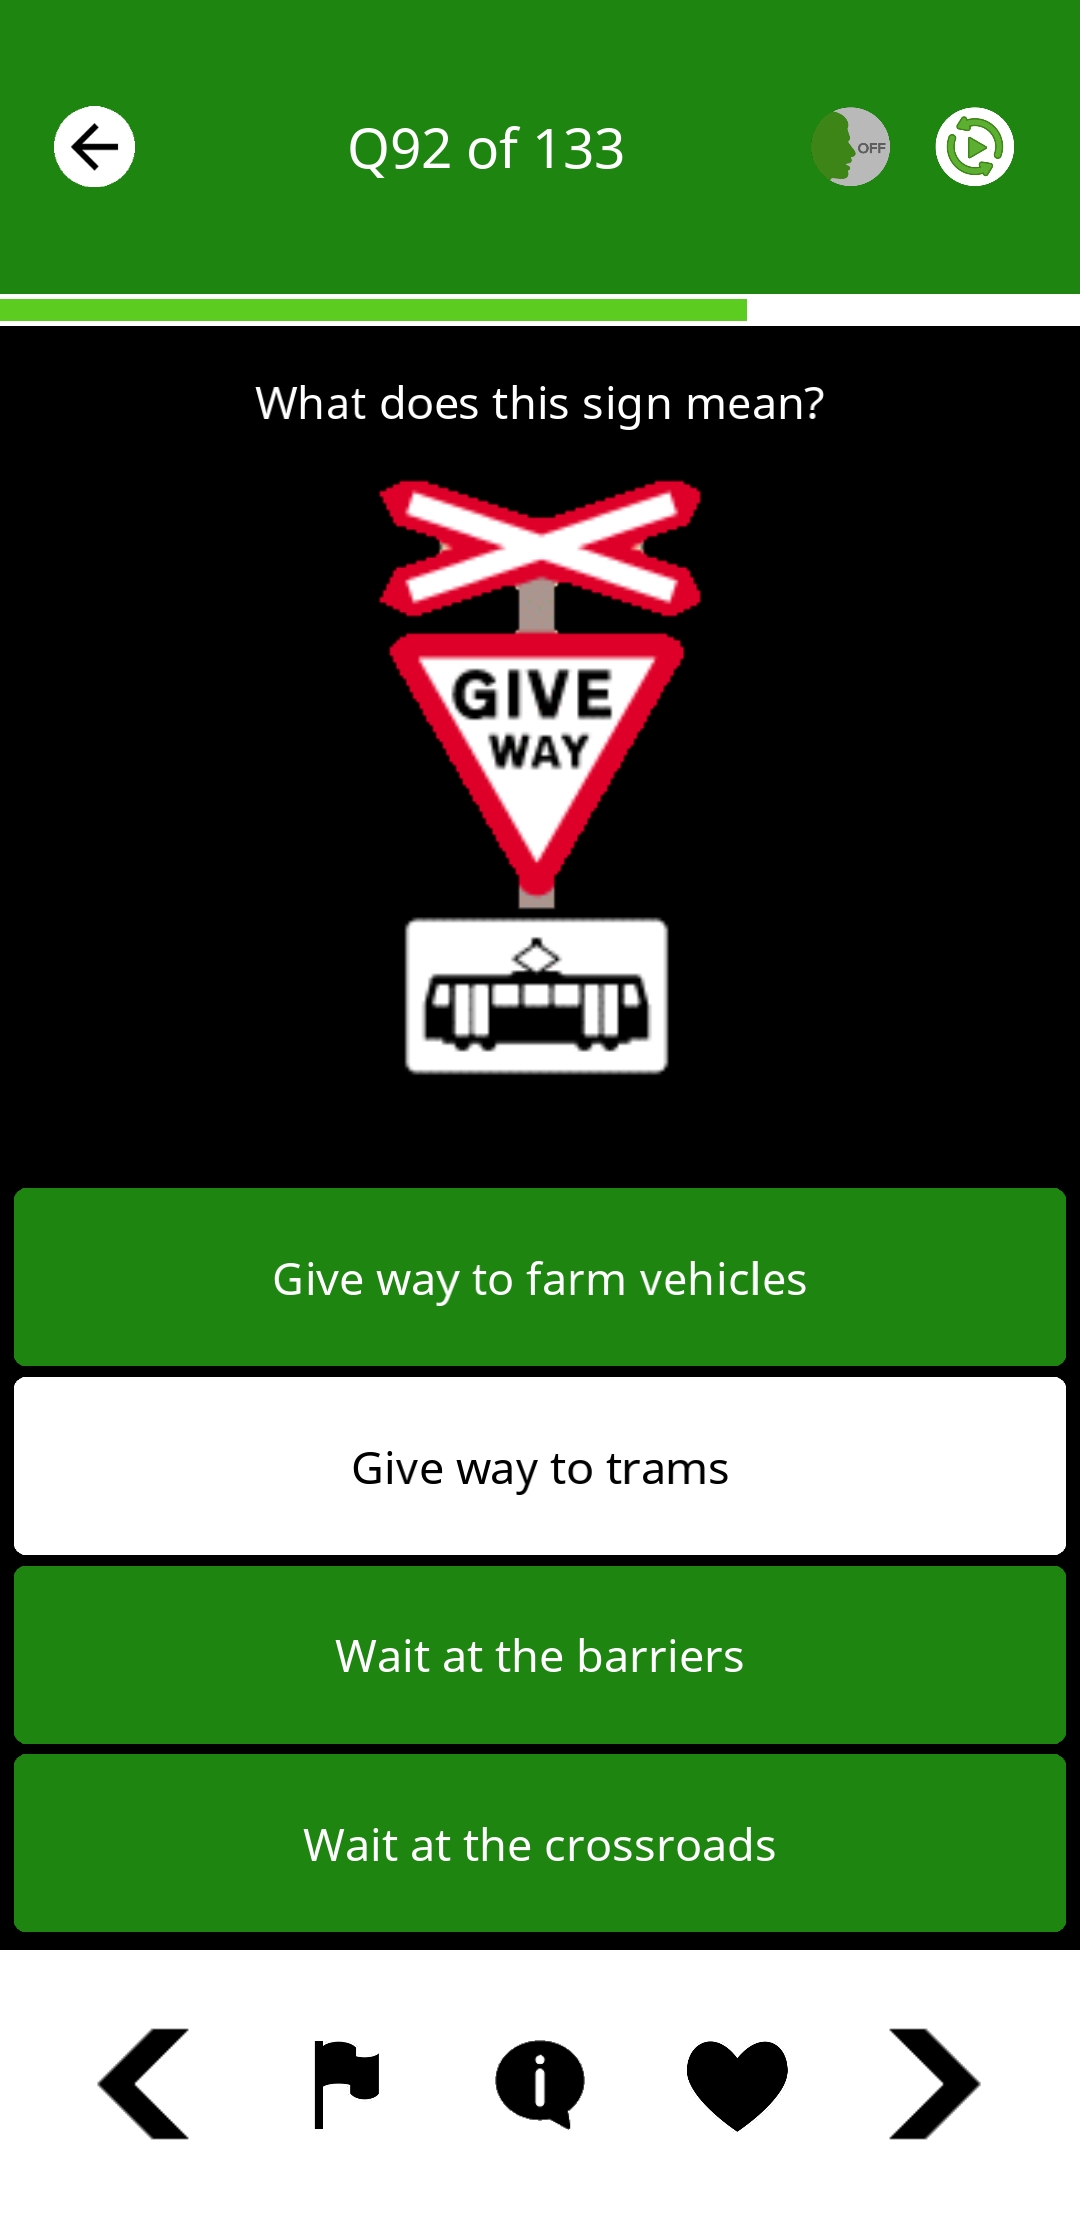 Q92 of 133
OFF
What does this sign mean?
GIVE
WAY
Give way to farm vehicles
Give way to trams
Wait at the barriers
Wait at the crossroads